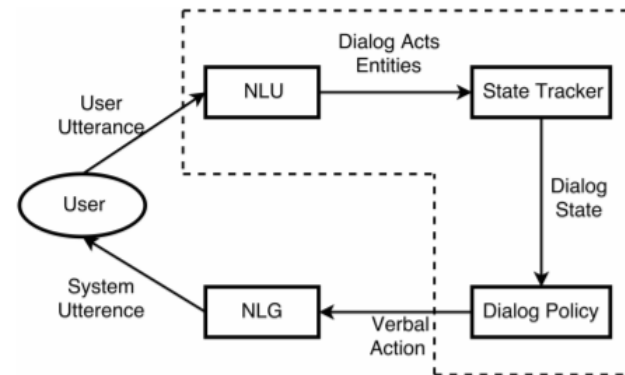 Dialog Acts
Entities
NLU
State Tracker
User
Utterance
User
Dialog
State
System
Utterence
NLG
Verbal
Action
Dialog Policy